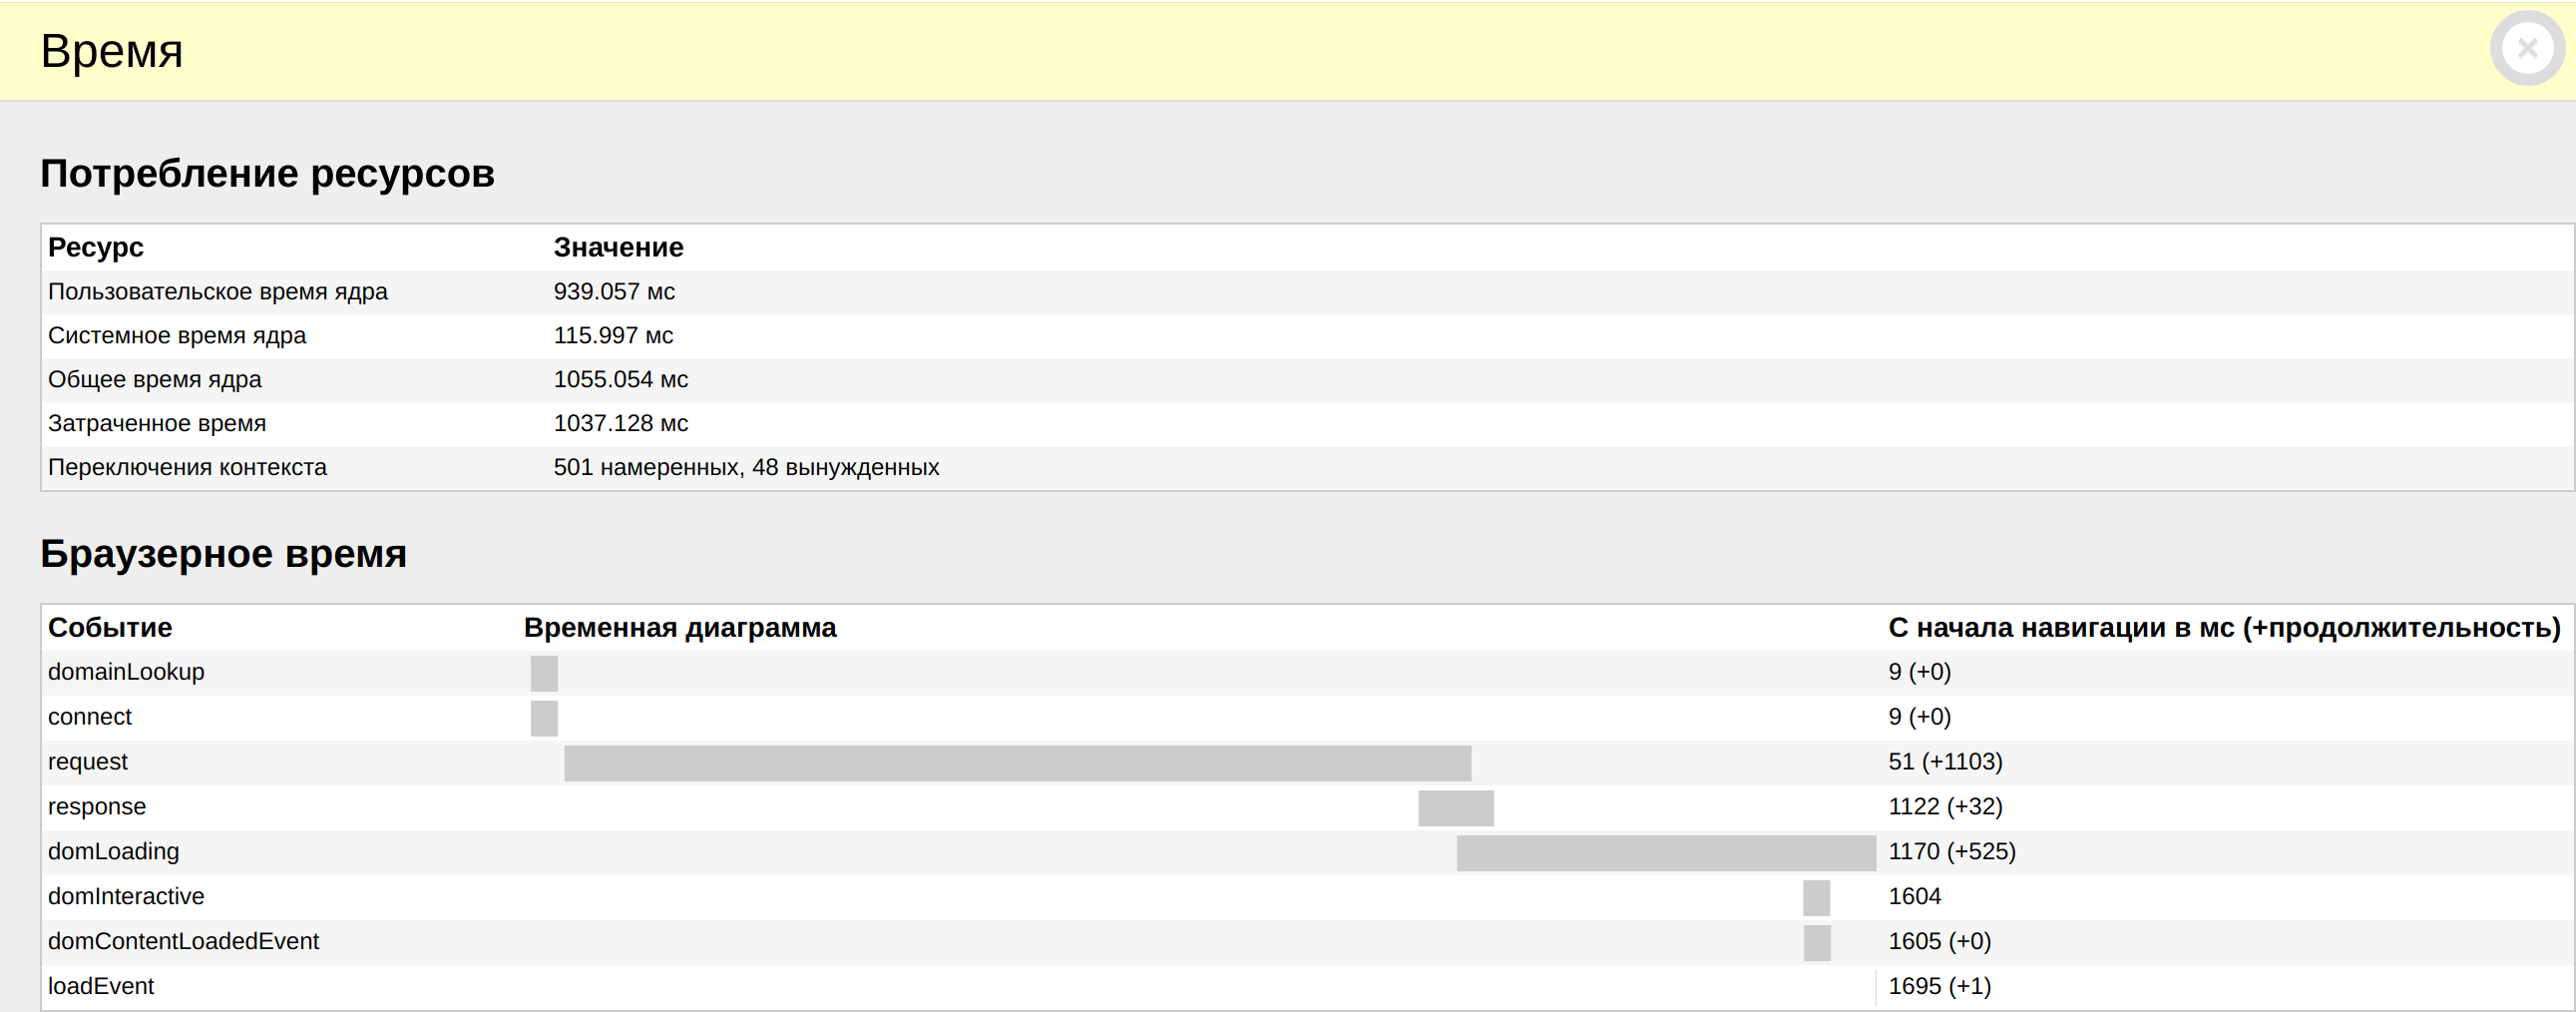 Время
Потребление ресурсов
Ресурс Значение
Пользовательское время ядра 939.057 мс
Системное время ядра 115.997 мс
Общее время ядра 1055.054 мс
Затраченное время 1037.128 мс
Переключения контекста 501 намеренных, 48 вынужденных
Браузерное время
Событие Временная диаграмма С начала навигации в мс (+продолжительность)
domainLookup 9 (+0)
connect 9 (+0)
request 51 (+1103)
response 1122 (+32)
domLoading 1170 (+525)
domInteractive 1604
domContentLoadedEvent 1605 (+0)
loadEvent 1695 (+1)